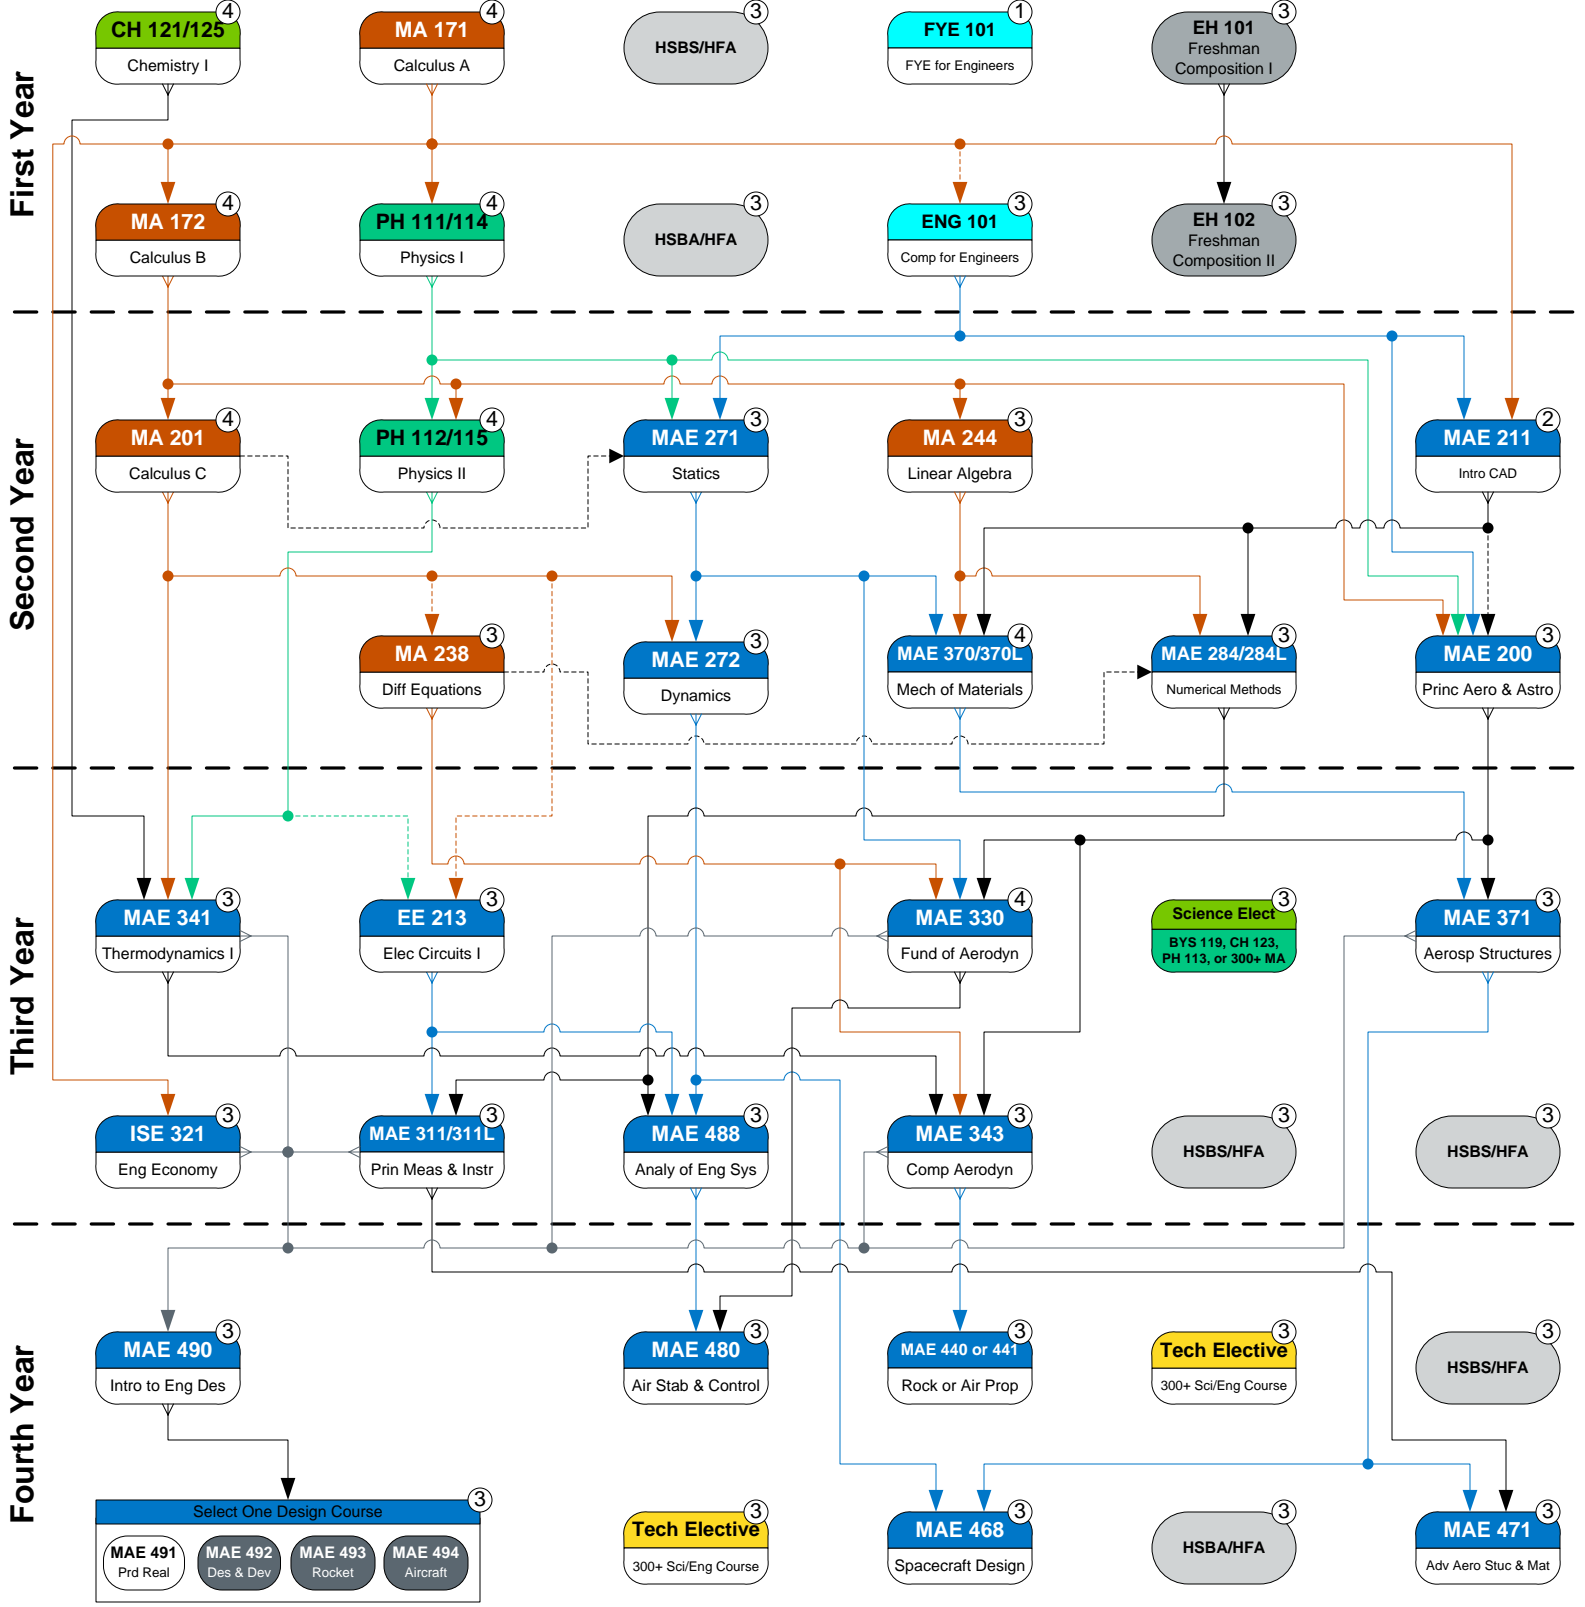 First Year
4
CH 121/125
Chemistry I
4
MA 171
Calculus A
3
HSBS/HFA
1
FYE 101
FYE for Engineers
3
EH 101
Freshman
Composition I
4
MA 172
Calculus B
4
PH 111/114
Physics I
3
HSBA/HFA
3
ENG 101
Comp for Engineers
3
EH 102
Freshman
Composition II
Second Year
4
MA 201
Calculus C
4
PH 112/115
Physics II
3
MAE 271
Statics
3
MA 244
Linear Algebra
2
MAE 211
Intro CAD
3
MA 238
Diff Equations
3
MAE 272
Dynamics
4
MAE 370/370L
Mech of Materials
3
MAE 284/284L
Numerical Methods
3
MAE 200
Princ Aero & Astro
Third Year
3
MAE 341
Thermodynamics I
3
EE 213
Elec Circuits I
4
MAE 330
Fund of Aerodyn
3
Science Elect
BYS 119, CH 123,
PH 113, or 300+ MA
3
MAE 371
Aerosp Structures
3
ISE 321
Eng Economy
3
MAE 311/311L
Prin Meas & Instr
3
MAE 488
Analy of Eng Sys
3
MAE 343
Comp Aerodyn
3
HSBS/HFA
3
HSBS/HFA
Fourth Year
3
MAE 490
Intro to Eng Des
3
MAE 480
Air Stab & Control
3
MAE 440 or 441
Rock or Air Prop
3
Tech Elective
300+ Sci/Eng Course
3
HSBS/HFA
3
Select One Design Course
MAE 491
Prd Real
MAE 492
Des & Dev
MAE 493
Rocket
MAE 494
Aircraft
3
Tech Elective
300+ Sci/Eng Course
3
MAE 468
Spacecraft Design
3
HSBA/HFA
3
MAE 471
Adv Aero Stuc & Mat